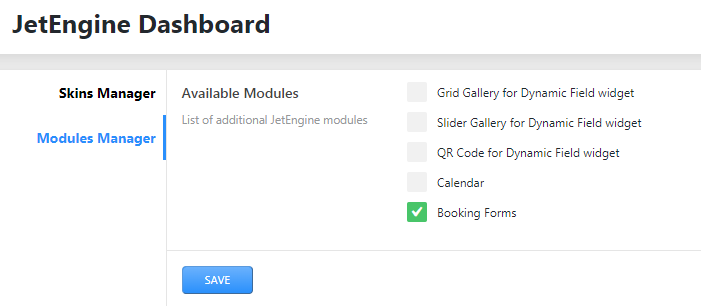 JetEngine Dashboard
Skins Manager
Modules Manager
Available Modules
List of additional JetEngine modules
Grid Gallery for Dynamic Field widget
Slider Gallery for Dynamic Field widget
QR Code for Dynamic Field widget
Calendar
Booking Forms
SAVE